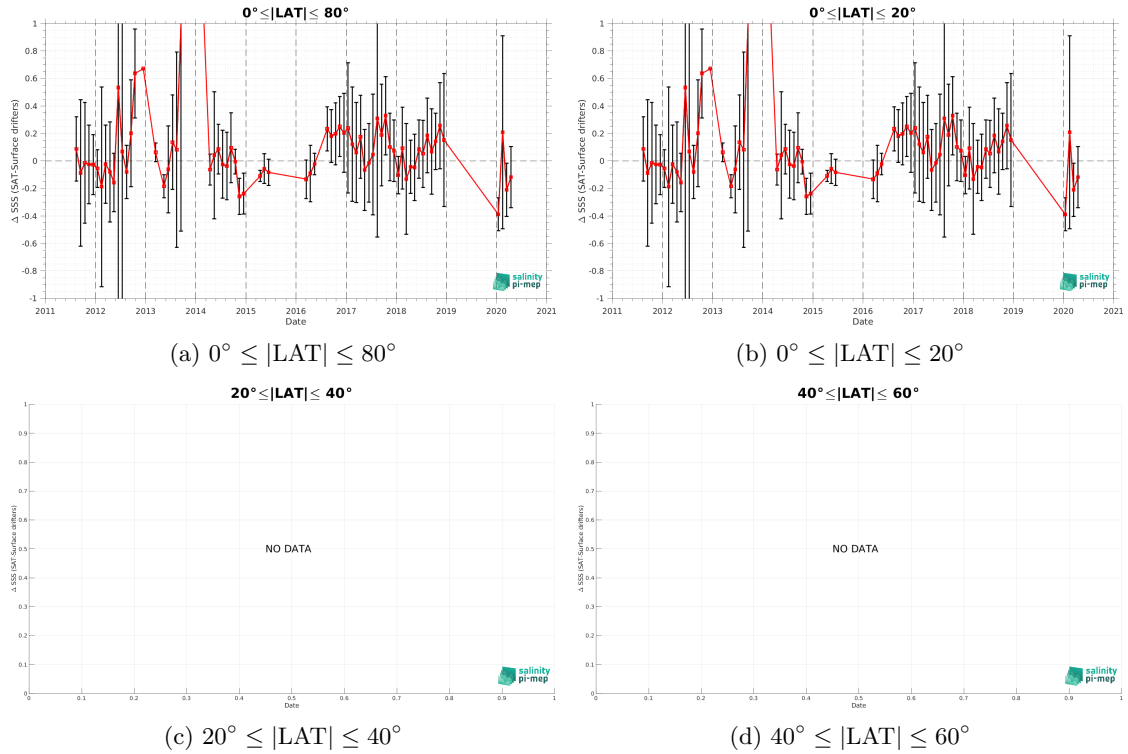 0°≤|LAT|≤ 80°
Δ SSS (SAT-Surface drifters)
1
0.8
0.6
0.4
0.2
0
-0.2
-0.4
-0.6
-0.8
-1
2011 2012 2013 2014 2015 2016 2017 2018 2019 2020 2021
Date
salinity
pi-mep
(a) 0° ≤ |LAT| ≤ 80°
0°≤|LAT|≤ 20°
Δ SSS (SAT-Surface drifters)
1
0.8
0.6
0.4
0.2
0
-0.2
-0.4
-0.6
-0.8
-1
2011 2012 2013 2014 2015 2016 2017 2018 2019 2020 2021
Date
salinity
pi-mep
(b) 0° ≤ |LAT| ≤ 20°
20°≤|LAT|≤ 40°
Δ SSS (SAT-Surface drifters)
1
0.9
0.8
0.7
0.6
0.5
0.4
0.3
0.2
0.1
0
NO DATA
0 0.1 0.2 0.3 0.4 0.5 0.6 0.7 0.8 0.9 1
Date
salinity
pi-mep
(c) 20° ≤ |LAT| ≤ 40°
40°≤|LAT|≤ 60°
Δ SSS (SAT-Surface drifters)
1
0.9
0.8
0.7
0.6
0.5
0.4
0.3
0.2
0.1
0
NO DATA
0 0.1 0.2 0.3 0.4 0.5 0.6 0.7 0.8 0.9 1
Date
salinity
pi-mep
(d) 40° ≤ |LAT| ≤ 60°